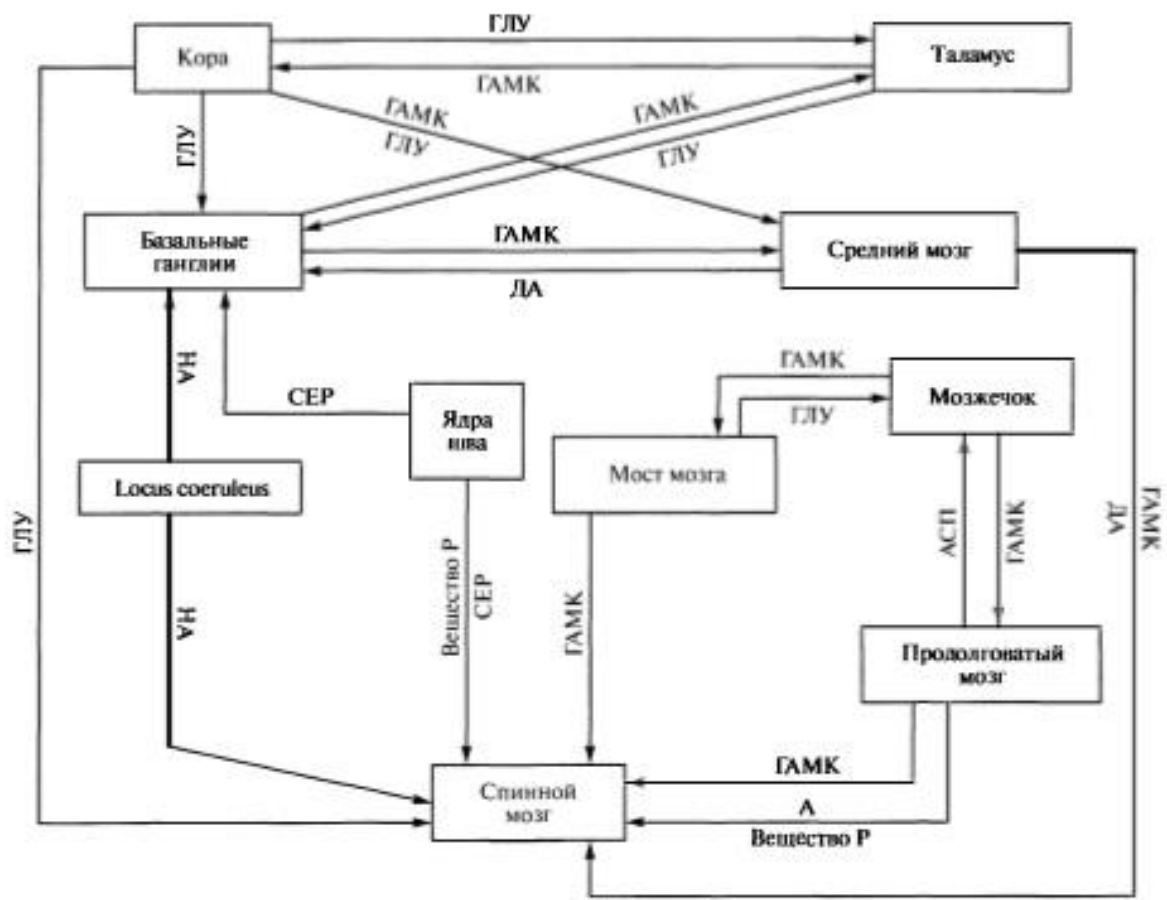 ГЛУ
Кора
Таламус
ГАМК
ГАМК
ГЛУ
ГАМК
ГЛУ
ГЛУ
Базальные
ганглии
ГАМК
ДА
Средний мозг
НА
СЕР
Ядра
шва
ГАМК
ГЛУ
Мозжечок
Мост мозга
Locus coeruleus
ГЛУ
НА
Вещество Р
СЕР
ГАМК
АСП
ГАМК
ГАМК
ДА
Продолговатый
мозг
Спинной
мозг
ГАМК
А
Вещество Р